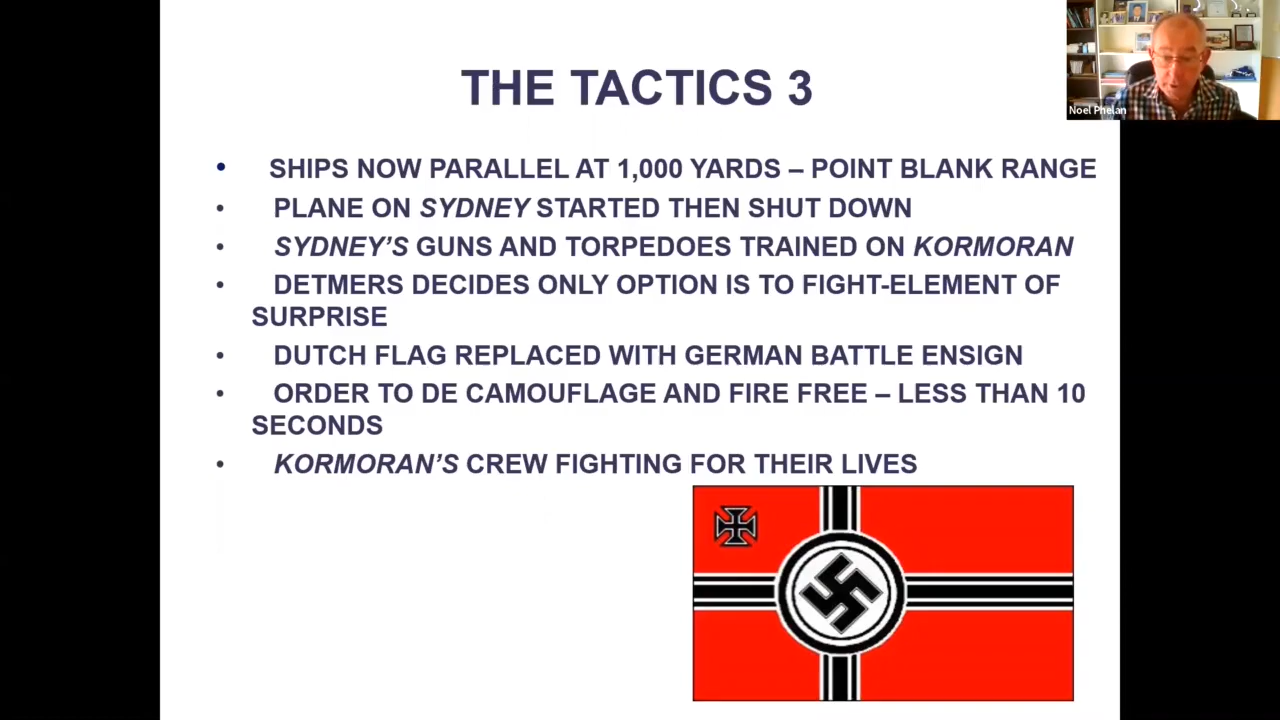 THE TACTICS 3
Noel Phelan
• SHIPS NOW PARALLEL AT 1,000 YARDS – POINT BLANK RANGE
• PLANE ON SYDNEY STARTED THEN SHUT DOWN
• SYDNEY'S GUNS AND TORPEDOES TRAINED ON KORMORAN
• DETMERS DECIDES ONLY OPTION IS TO FIGHT-ELEMENT OF
SURPRISE
• DUTCH FLAG REPLACED WITH GERMAN BATTLE ENSIGN
• ORDER TO DE CAMOUFLAGE AND FIRE FREE – LESS THAN 10
SECONDS
• KORMORAN'S CREW FIGHTING FOR THEIR LIVES